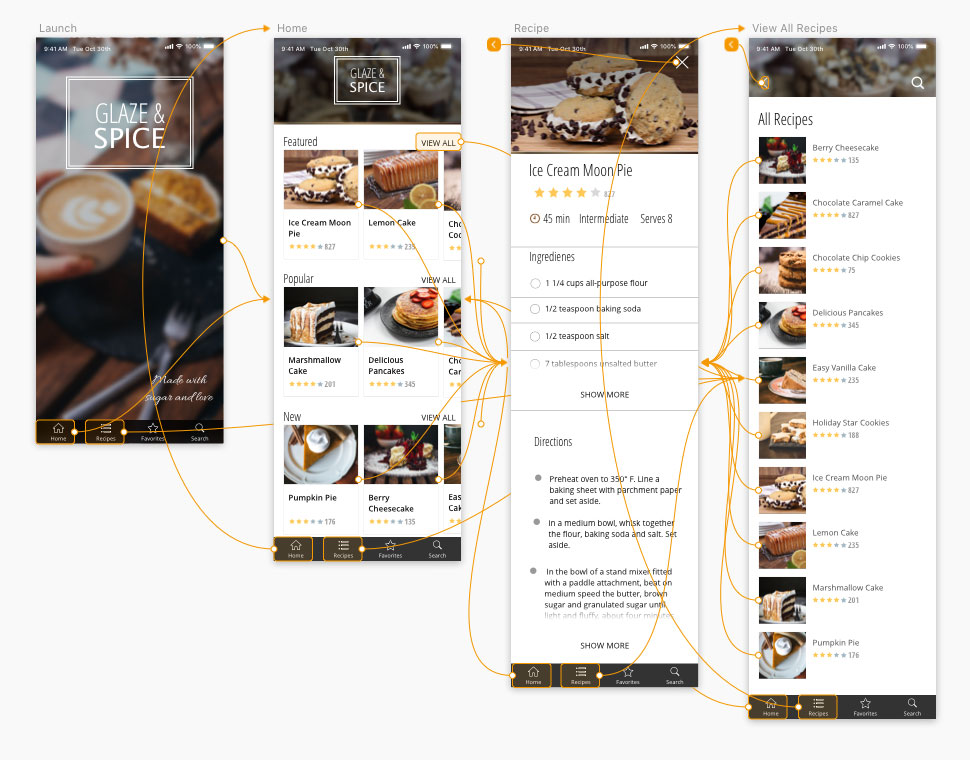 Launch
9:41 AM Tue Oct 30th
100%
GLAZE &
SPICE
Made with
sugar and love
Home
Recipes
Favorites
Search
Home
9:41 AM Tue Oct 30th
100%
GLAZE &
SPICE
Featured
VIEW ALL
Ice Cream Moon
Pie
827
Lemon Cake
235
Popular
VIEW ALL
Marshmallow
Cake
201
Delicious
Pancakes
345
New
VIEW ALL
Pumpkin Pie
176
Berry
Cheesecake
135
Home
Recipes
Favorites
Search
Recipe
9:41 AM Tue Oct 30th
100%
Ice Cream Moon Pie
827
45 min Intermediate Serves 8
Ingredienes
1 1/4 cups all-purpose flour
1/2 teaspoon baking soda
1/2 teaspoon salt
7 tablespoons unsalted butter
SHOW MORE
Directions
Preheat oven to 350° F. Line a
baking sheet with parchment paper
and set aside.
In a medium bowl, whisk together
the flour, baking soda and salt. Set
aside.
In the bowl of a stand mixer fitted
with a paddle attachment, beat on
medium speed the butter, brown
sugar and granulated sugar until
light and fluffy, about four minutes
SHOW MORE
Home
Recipes
Favorites
Search
View All Recipes
9:41 AM Tue Oct 30th
100%
All Recipes
Berry Cheesecake
135
Chocolate Caramel Cake
827
Chocolate Chip Cookies
75
Delicious Pancakes
345
Easy Vanilla Cake
235
Holiday Star Cookies
188
Ice Cream Moon Pie
827
Lemon Cake
235
Marshmallow Cake
201
Pumpkin Pie
176
Home
Recipes
Favorites
Search